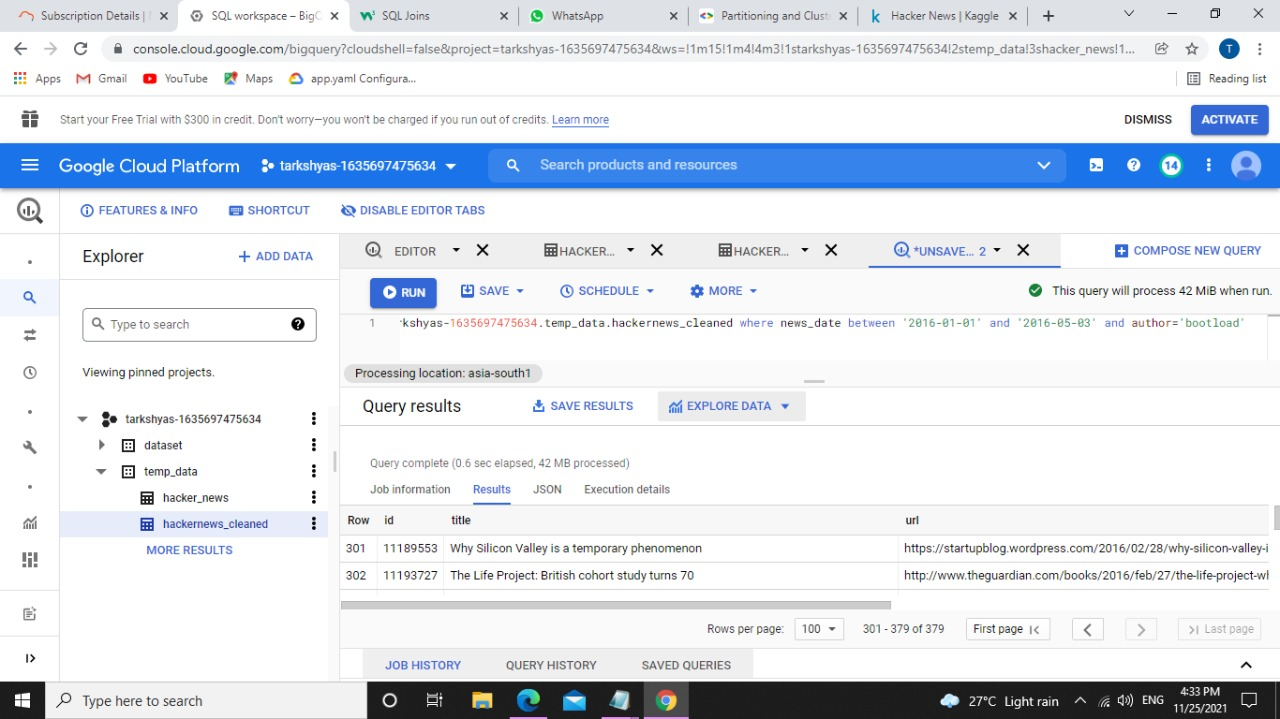 Subscription Details |
SQL workspace – BigC
SQL Joins
WhatsApp
Partitioning and Clust
Hacker News | Kaggle
console.cloud.google.com/bigquery?cloudshell=false&project=tarkshyas-1635697475634&ws=!1m15!1m4!4m3!1starkshyas-1635697475634!2stemp_data!3shacker_news!1...
T
Apps
Gmail
YouTube
Maps
app.yaml Configura...
Reading list
Start your Free Trial with $300 in credit. Don't worry—you won't be charged if you run out of credits. Learn more
DISMISS
ACTIVATE
Google Cloud Platform
tarkshyas-1635697475634
Search products and resources
14
FEATURES & INFO
SHORTCUT
DISABLE EDITOR TABS
Explorer
+ ADD DATA
EDITOR
HACKER...
HACKER...
*UNSAVE... 2
COMPOSE NEW QUERY
RUN
SAVE
SCHEDULE
MORE
This query will process 42 MiB when run.
Type to search
1 kshyas-1635697475634.temp_data.hackernews_cleaned where news_date between '2016-01-01' and '2016-05-03' and author='bootload'
Viewing pinned projects.
Processing location: asia-south1
tarkshyas-1635697475634
dataset
temp_data
hacker_news
hackernews_cleaned
MORE RESULTS
Query results
SAVE RESULTS
EXPLORE DATA
Query complete (0.6 sec elapsed, 42 MB processed)
Job information
Results
JSON
Execution details
Row id title url
301 11189553 Why Silicon Valley is a temporary phenomenon https://startupblog.wordpress.com/2016/02/28/why-silicon-valley-i
302 11193727 The Life Project: British cohort study turns 70 http://www.theguardian.com/books/2016/feb/27/the-life-project-wh
Rows per page: 100 301 - 379 of 379 First page Last page
JOB HISTORY
QUERY HISTORY
SAVED QUERIES
Type here to search
27°C Light rain
ENG
4:33 PM
11/25/2021